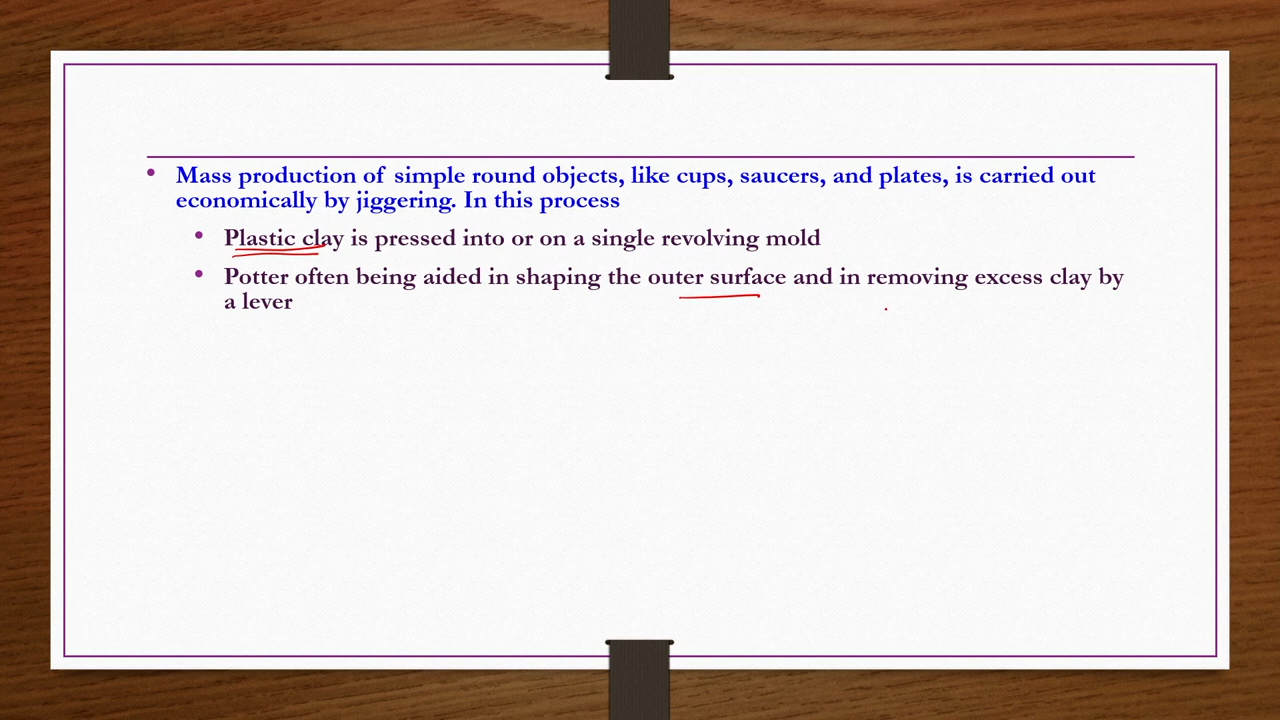 Mass production of simple round objects, like cups, saucers, and plates, is carried out
economically by jiggering. In this process
Plastic clay is pressed into or on a single revolving mold
Potter often being aided in shaping the outer surface and in removing excess clay by
a lever